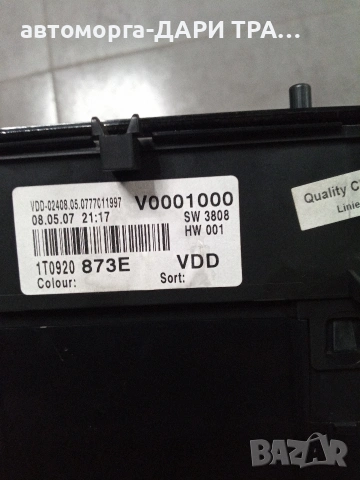 автоморга-ДАРИ ТРА...
VDD-02408.05.0777011997 V0001000
08.05.07 21:17 SW 3808
HW 001
1T0920 873E VDD
Colour: Sort:
Quality
Linie
BAZAR